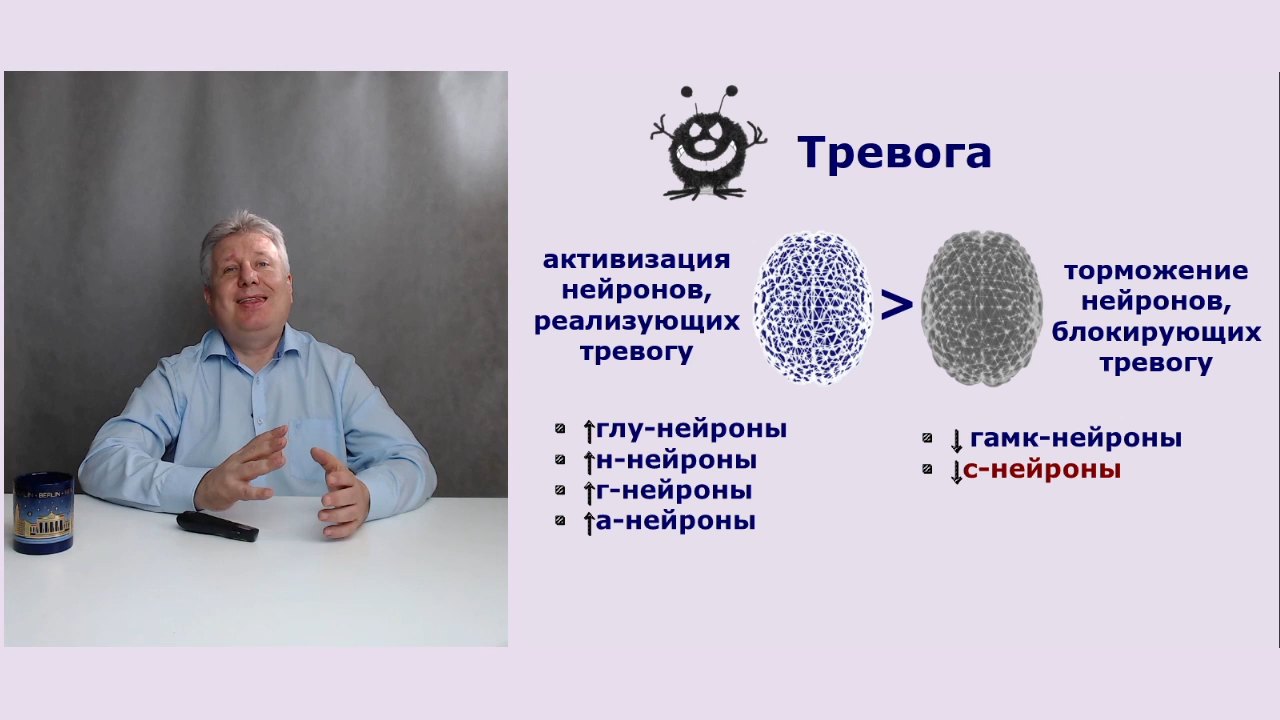 Тревога
активизация
нейронов,
реализующих
тревогу
>
торможение
нейронов,
блокирующих
тревогу
↑глу-нейроны
↑н-нейроны
↑г-нейроны
↑а-нейроны
↓ гамк-нейроны
↓с-нейроны
BERLIN